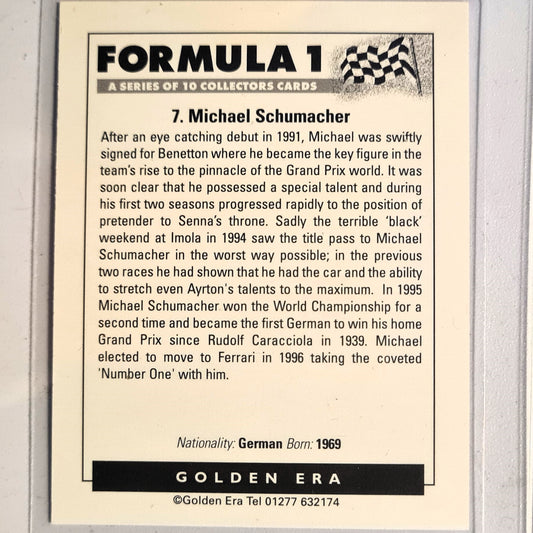 FORMULA 1
A SERIES OF 10 COLLECTORS CARDS
7. Michael Schumacher
After an eye catching debut in 1991, Michael was swiftly
signed for Benetton where he became the key figure in the
team's rise to the pinnacle of the Grand Prix world. It was
soon clear that he possessed a special talent and during
his first two seasons progressed rapidly to the position of
pretender to Senna's throne. Sadly the terrible 'black'
weekend at Imola in 1994 saw the title pass to Michael
Schumacher in the worst way possible; in the previous
two races he had shown that he had the car and the ability
to stretch even Ayrton's talents to the maximum. In 1995
Michael Schumacher won the World Championship for a
second time and became the first German to win his home
Grand Prix since Rudolf Caracciola in 1939. Michael
elected to move to Ferrari in 1996 taking the coveted
'Number One' with him.
Nationality: German Born: 1969
GOLDEN ERA
©Golden Era Tel 01277 632174